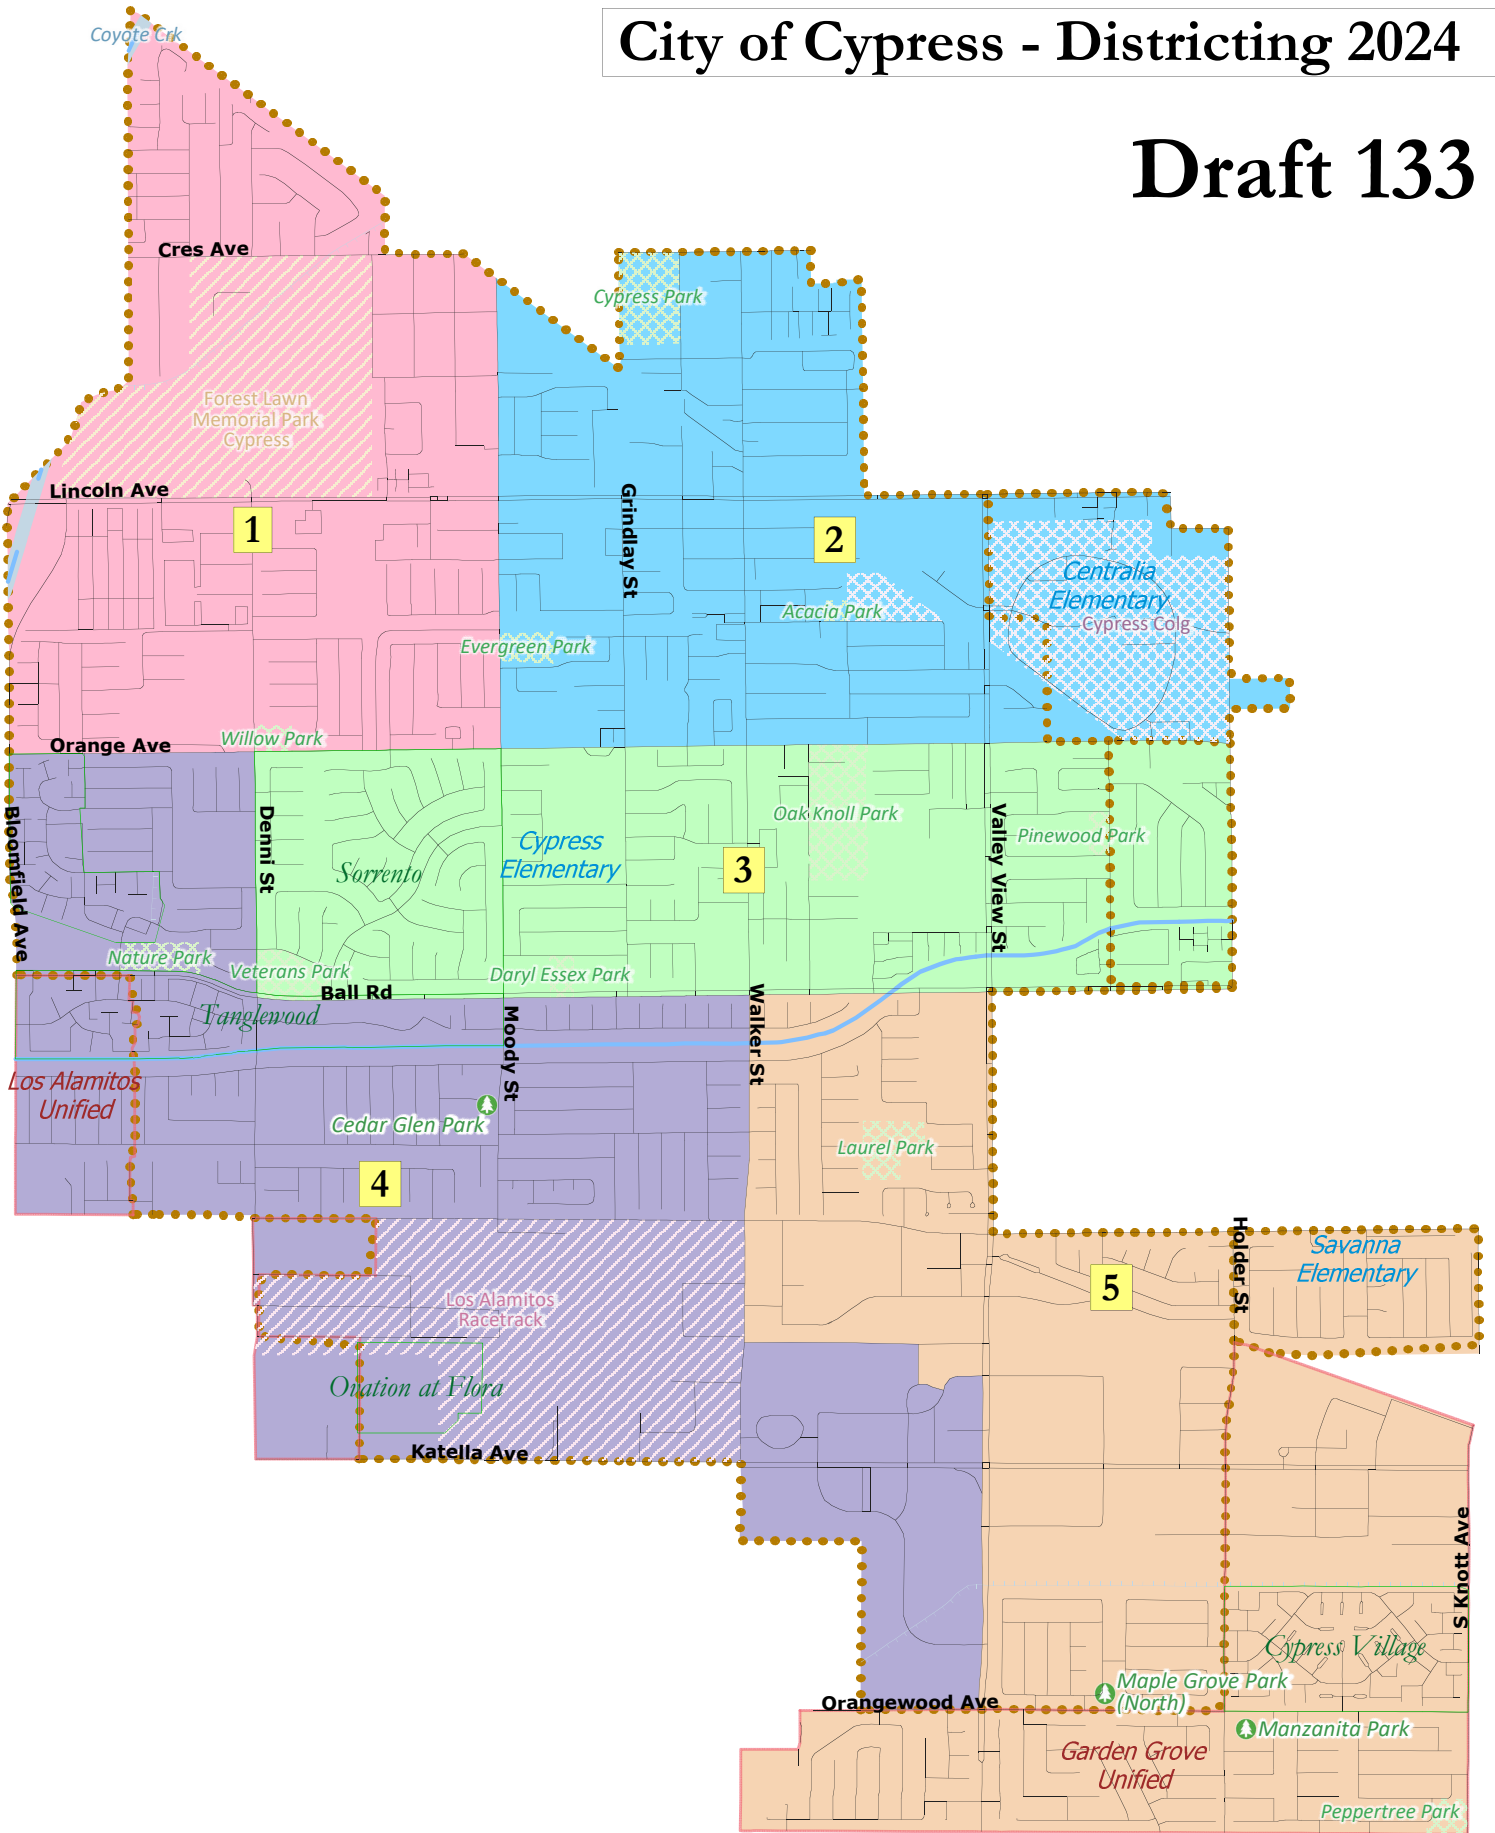 City of Cypress - Districting 2024
Draft 133
Coyote Crk
Cres Ave
Cypress Park
Forest Lawn
Memorial Park
Cypress
Lincoln Ave
Grindlay St
1
2
Centralia
Elementary
Cypress Colg
Acacia Park
Evergreen Park
Willow Park
Orange Ave
Bloomfield Ave
Denni St
Sorrento
Cypress
Elementary
Oak Knoll Park
3
Valley View St
Pinewood Park
Nature Park
Veterans Park
Daryl Essex Park
Ball Rd
Tanglewood
Moody St
Walker St
Los Alamitos
Unified
Cedar Glen Park
Laurel Park
4
Holder St
Savanna
Elementary
5
Los Alamitos
Racetrack
Ovation at Flora
Katella Ave
S Knott Ave
Cypress Village
Maple Grove Park
(North)
Orangewood Ave
Manzanita Park
Garden Grove
Unified
Peppertree Park